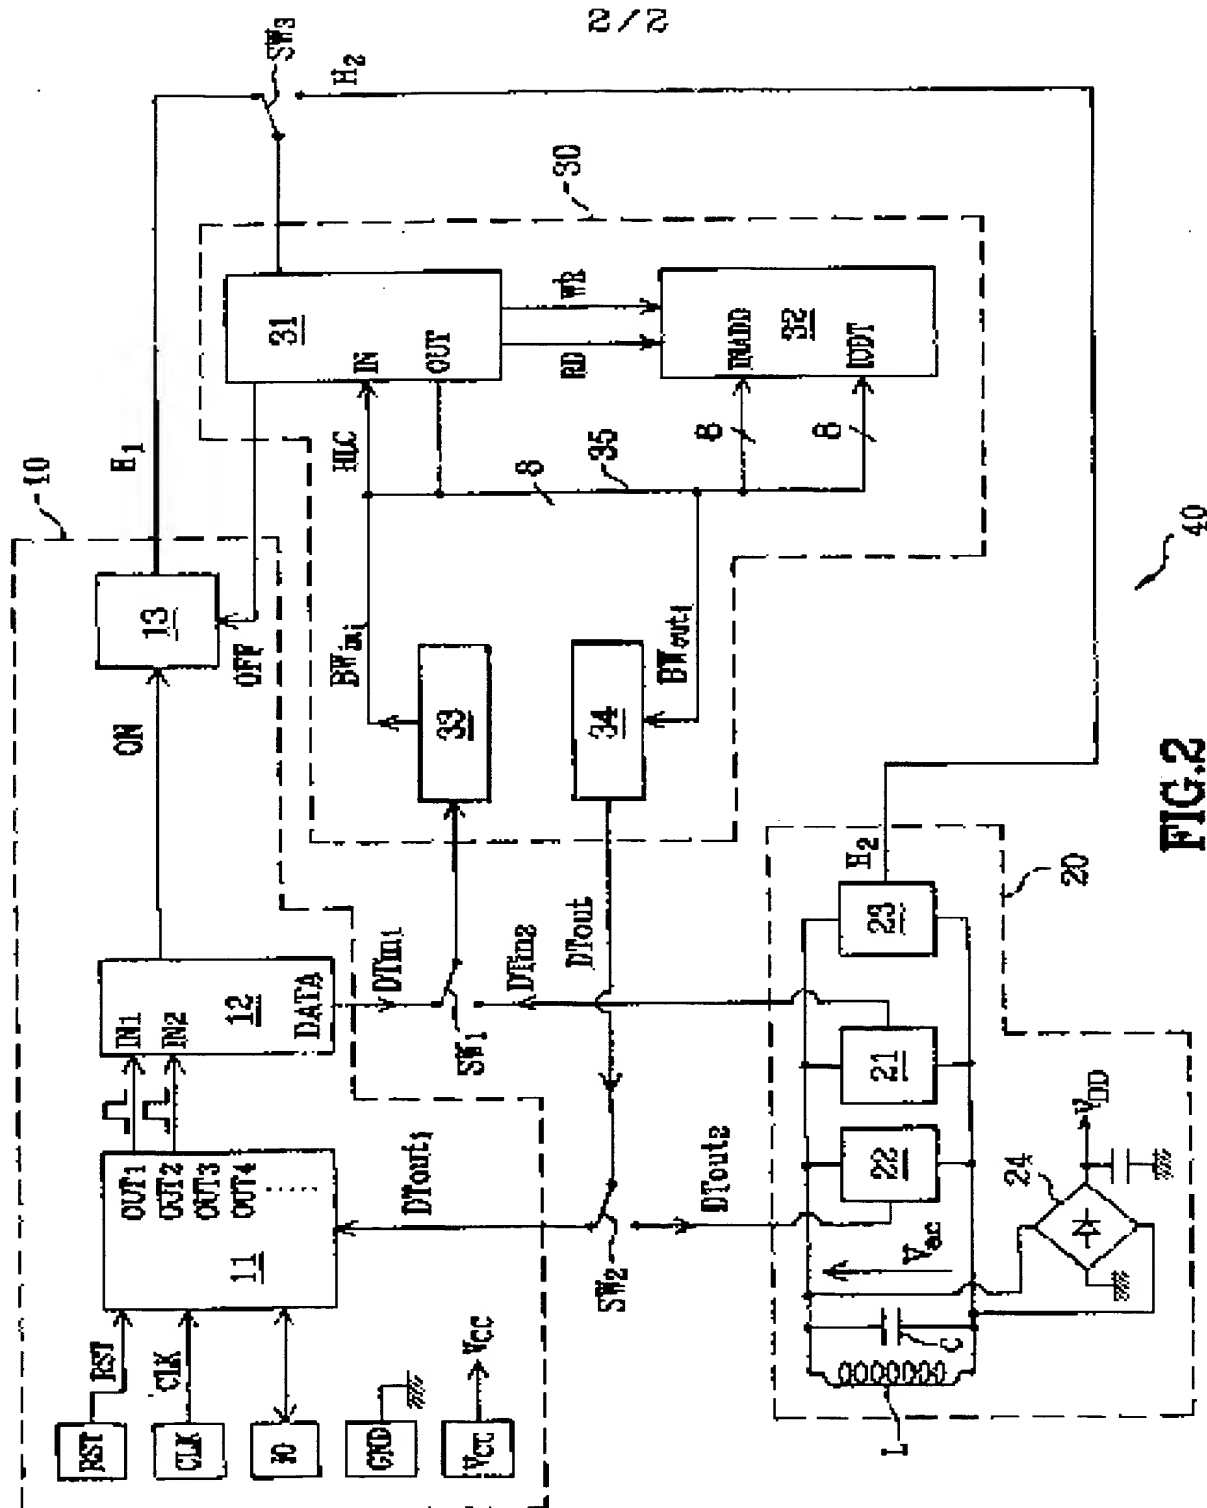 2/2
10
RST
RST
CLK
CLK
IO
GND
VCC
VCC
11
OUT1
OUT2
OUT3
OUT4
IN1
IN2
12
DATA
ON
13
OFF
H1
SW3
H2
30
31
IN
OUT
HLC
RD
WR
INADD
32
IODT
8
8
8
35
BWin1
33
34
BWout1
DTin1
SW1
DTin2
DTout
DTout1
SW2
DTout2
20
H2
23
21
22
Vac
24
VDD
C
L
40
FIG.2